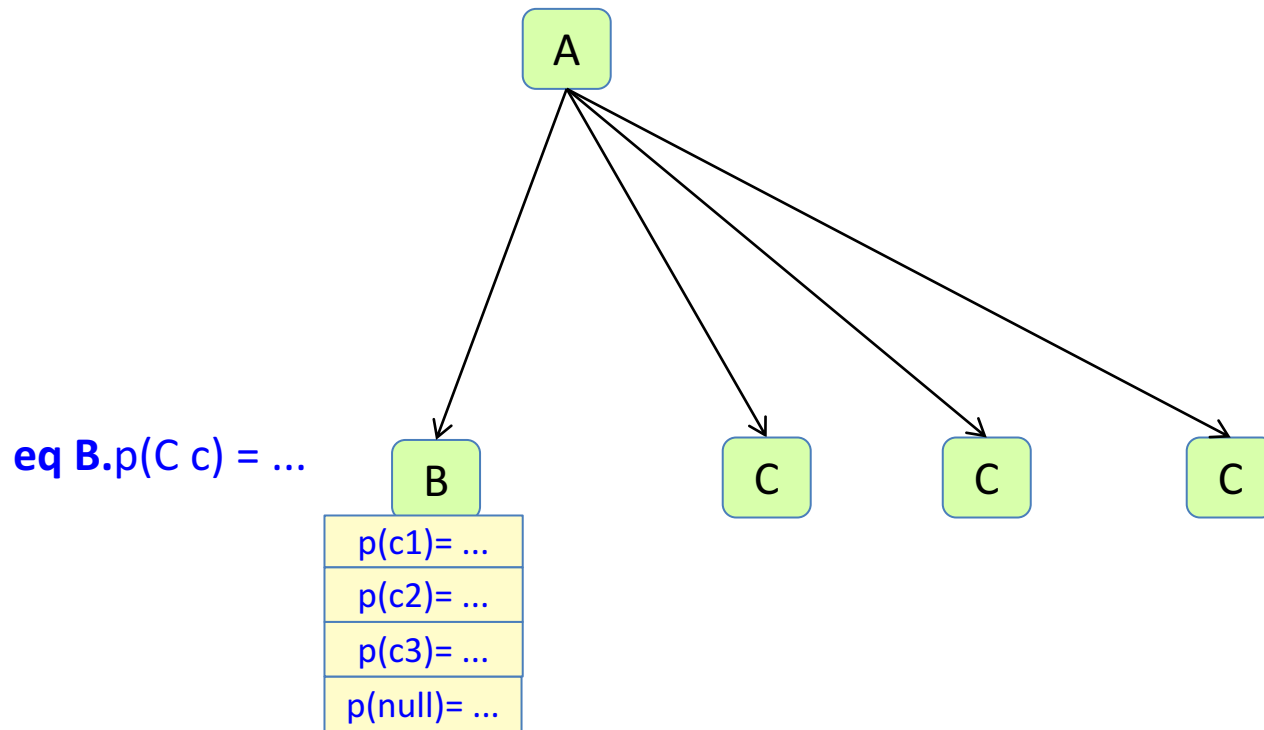 A
eq B.p(C c) = ...
B
C
C
C
p(c1)= ...
p(c2)= ...
p(c3)= ...
p(null)= ...